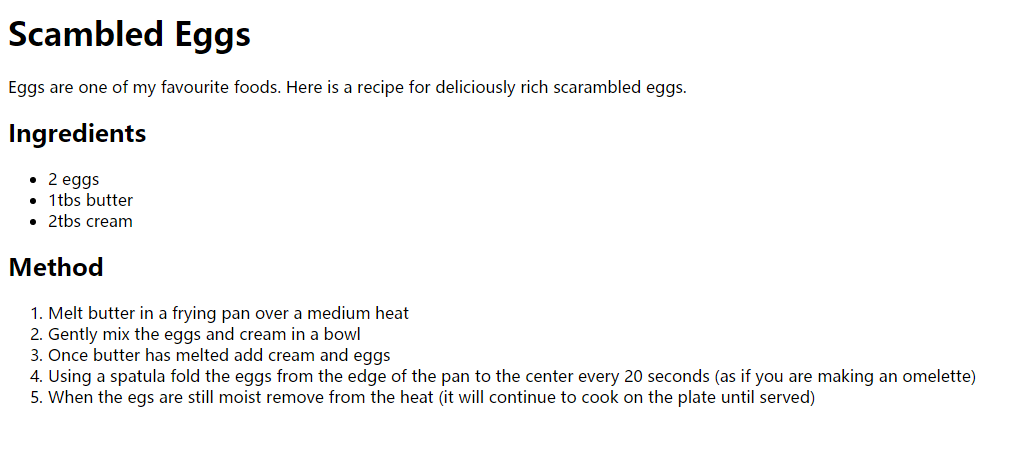 Scambled Eggs
Eggs are one of my favourite foods. Here is a recipe for deliciously rich scarambled eggs.
Ingredients
• 2 eggs
• 1tbs butter
• 2tbs cream
Method
1. Melt butter in a frying pan over a medium heat
2. Gently mix the eggs and cream in a bowl
3. Once butter has melted add cream and eggs
4. Using a spatula fold the eggs from the edge of the pan to the center every 20 seconds (as if you are making an omelette)
5. When the egs are still moist remove from the heat (it will continue to cook on the plate until served)